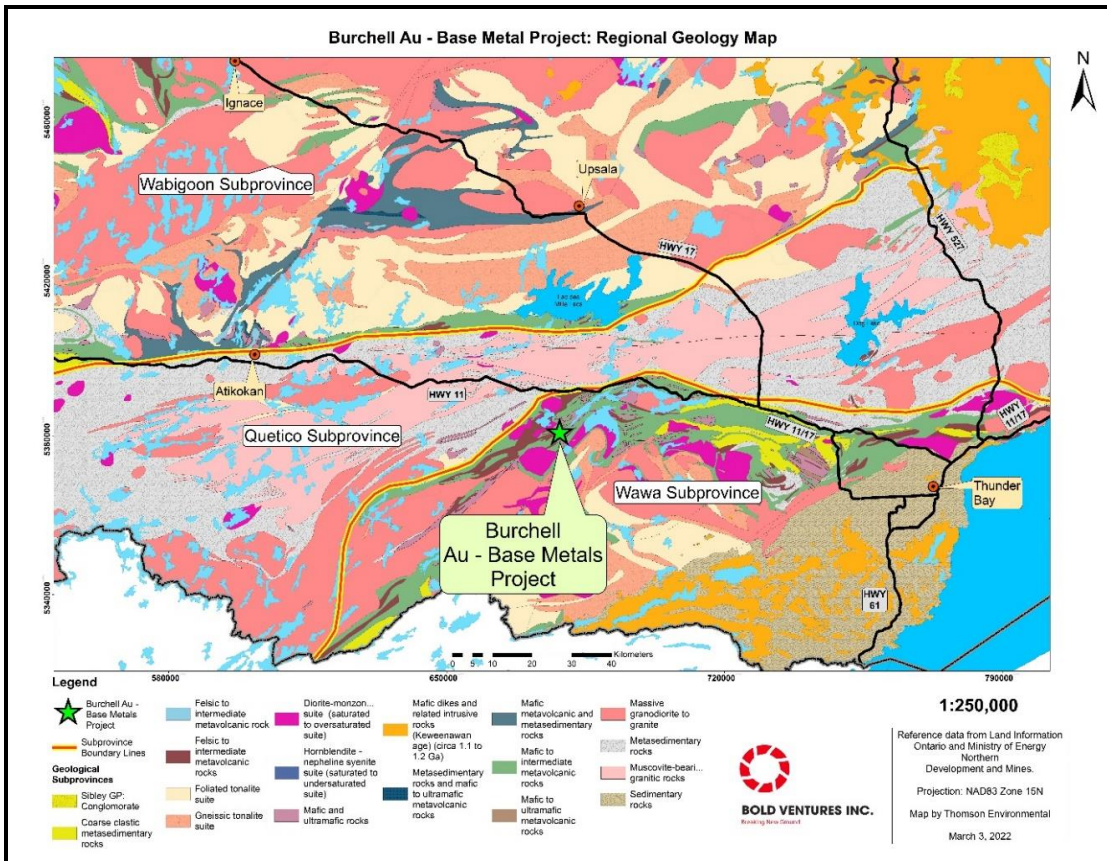 Burchell Au - Base Metal Project: Regional Geology Map
N
Ignace
5460000
Wabigoon Subprovince
Upsala
HWY 17
HWY 527
5420000
Atikokan
HWY 11
Quetico Subprovince
5380000
HWY 11/17
HWY
11/17
Wawa Subprovince
Thunder
Bay
Burchell
Au - Base Metals
Project
5340000
HWY
61
0 5 10 20 30 40 Kilometers
580000 650000 720000 790000
Legend
Burchell Au -
Base Metals
Project
Subprovince
Boundary Lines
Geological
Subprovinces
Sibley GP:
Conglomerate
Coarse clastic
metasedimentary
rocks
Felsic to
intermediate
metavolcanic rock
Felsic to
intermediate
metavolcanic
rocks
Foliated tonalite
suite
Gneissic tonalite
suite
Diorite-monzon...
suite (saturated
to oversaturated
suite)
Hornblendite -
nepheline syenite
suite (saturated to
undersaturated
suite)
Mafic and
ultramafic rocks
Mafic dikes and
related intrusive
rocks
(Keweenawan
age) (circa 1.1 to
1.2 Ga)
Metasedimentary
rocks and mafic
to ultramafic
metavolcanic
Mafic
metavolcanic and
metasedimentary
rocks
Mafic to
intermediate
metavolcanic
rocks
Mafic to
ultramafic
metavolcanic
rocks
Massive
granodiorite to
granite
Metasedimentary
rocks
Muscovite-beari...
granitic rocks
Sedimentary
rocks
BOLD VENTURES INC.
Breaking New Ground
1:250,000
Reference data from Land Information
Ontario and Ministry of Energy
Northern
Development and Mines.
Projection: NAD83 Zone 15N
Map by Thomson Environmental
March 3, 2022